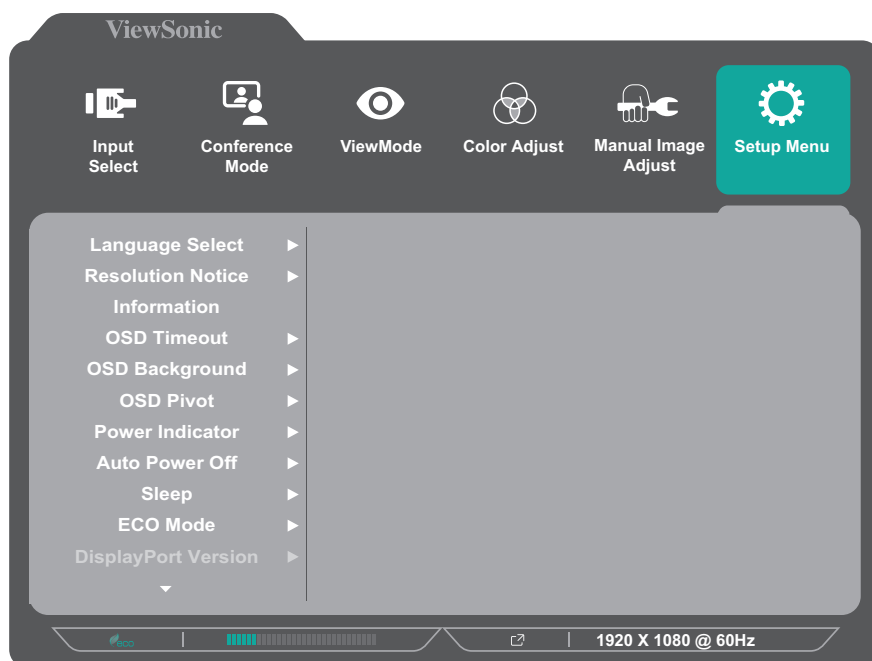 ViewSonic
Input
Select
Conference
Mode
ViewMode
Color Adjust
Manual Image
Adjust
Setup Menu
Language Select
Resolution Notice
Information
OSD Timeout
OSD Background
OSD Pivot
Power Indicator
Auto Power Off
Sleep
ECO Mode
DisplayPort Version
eco
1920 X 1080 @ 60Hz